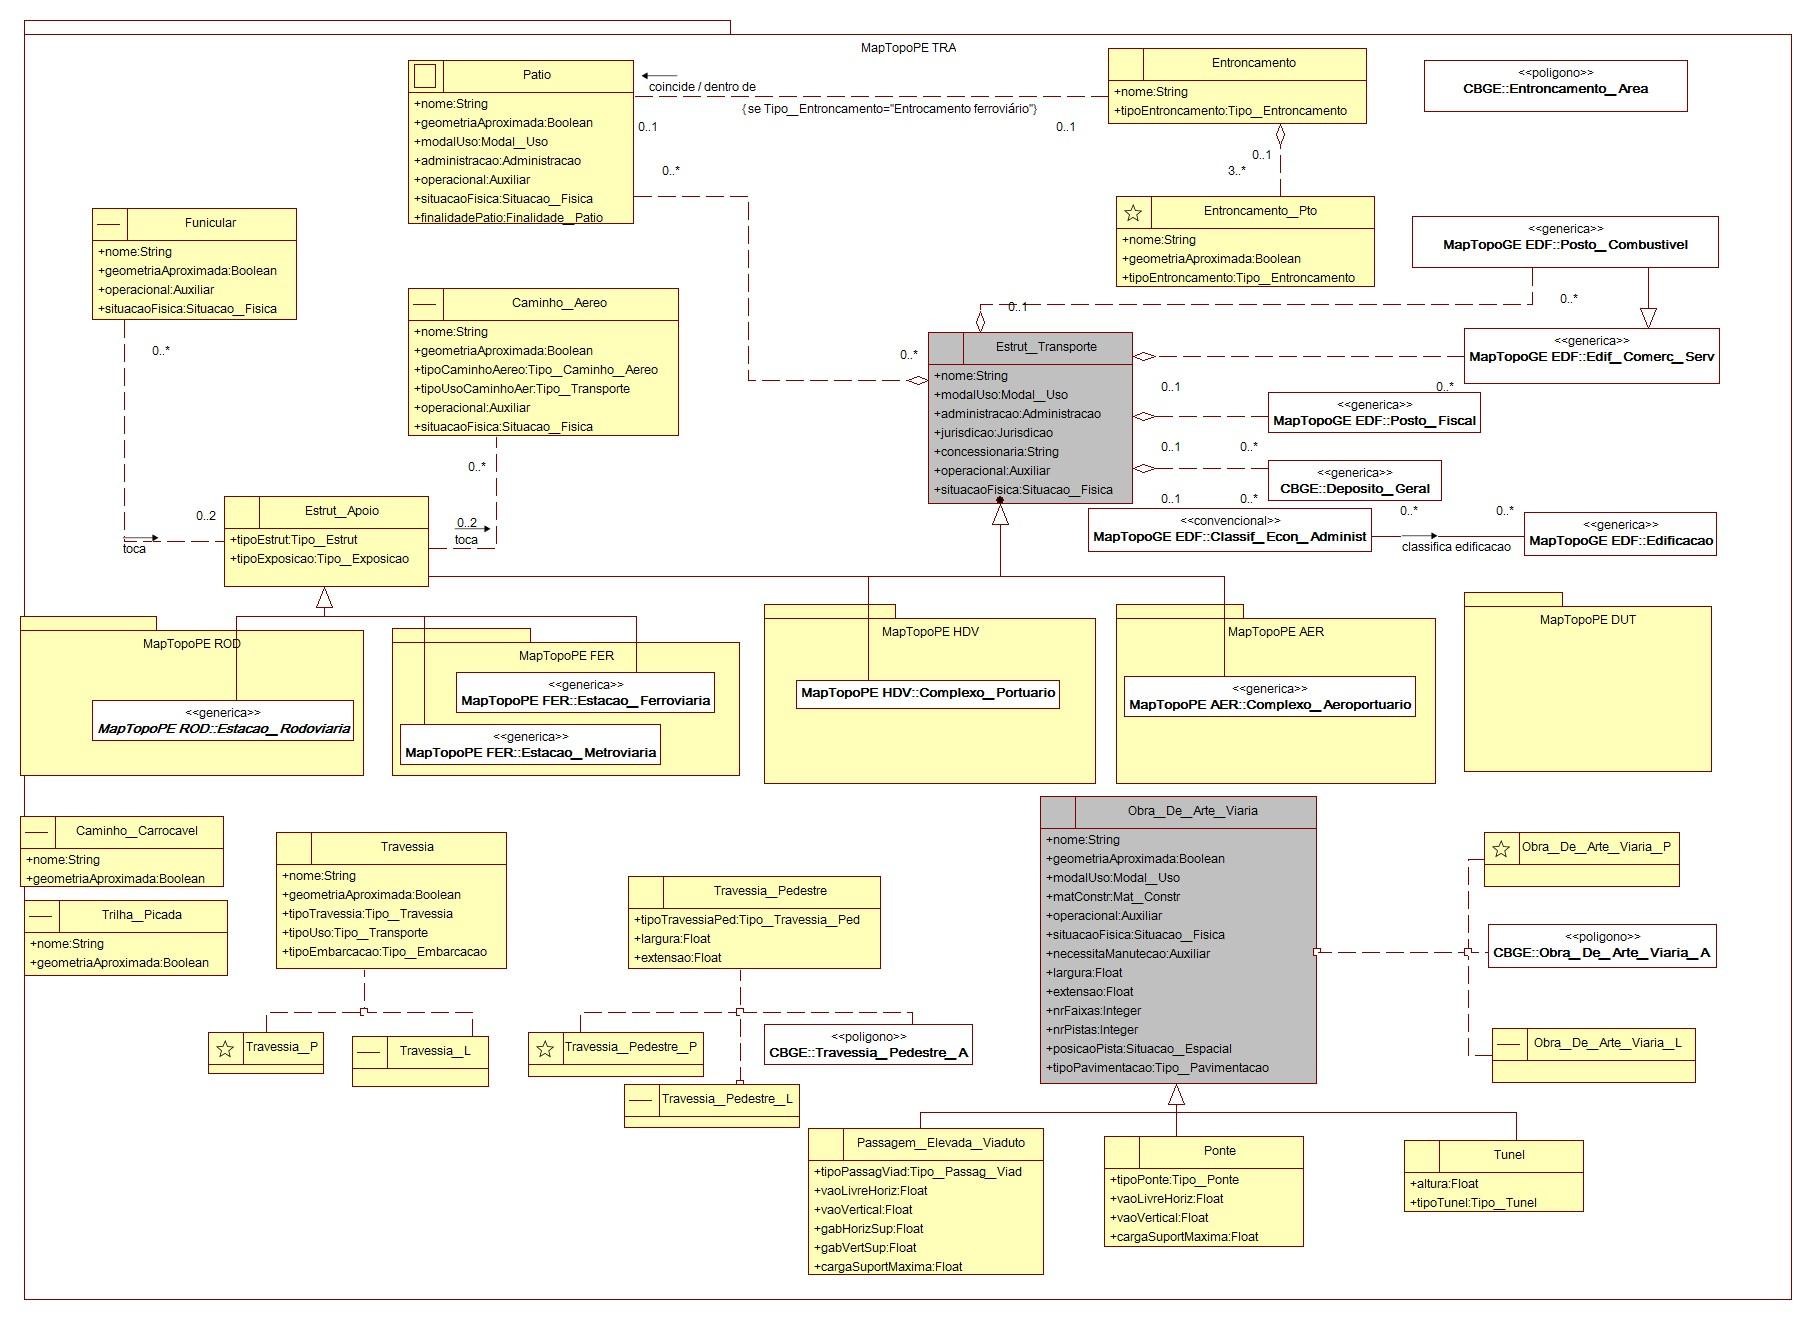 MapTopoPE TRA
Patio
+nome:String
+geometriaAproximada:Boolean
+modalUso:Modal__Uso
+administracao:Administracao
+operacional:Auxiliar
+situacaoFisica:Situacao__Fisica
+finalidadePatio:Finalidade__Patio
coincide / dentro de
{se Tipo__Entroncamento="Entrocamento ferroviário"}
0..1
0..1
Entroncamento
+nome:String
+tipoEntroncamento:Tipo__Entroncamento
<<poligono>>
CBGE::Entroncamento__Area
0..1
3..*
0..*
Entroncamento__Pto
+nome:String
+geometriaAproximada:Boolean
+tipoEntroncamento:Tipo__Entroncamento
Funicular
+nome:String
+geometriaAproximada:Boolean
+operacional:Auxiliar
+situacaoFisica:Situacao__Fisica
<<generica>>
MapTopoGE EDF::Posto__Combustivel
Caminho__Aereo
+nome:String
+geometriaAproximada:Boolean
+tipoCaminhoAereo:Tipo__Caminho__Aereo
+tipoUsoCaminhoAer:Tipo__Transporte
+operacional:Auxiliar
+situacaoFisica:Situacao__Fisica
0..1
0..*
0..*
0..*
Estrut__Transporte
+nome:String
+modalUso:Modal__Uso
+administracao:Administracao
+jurisdicao:Jurisdicao
+concessionaria:String
+operacional:Auxiliar
+situacaoFisica:Situacao__Fisica
<<generica>>
MapTopoGE EDF::Edif__Comerc__Serv
0..1
0..*
<<generica>>
MapTopoGE EDF::Posto__Fiscal
0..1
0..*
<<generica>>
CBGE::Deposito__Geral
0..1
0..*
<<convencional>>
MapTopoGE EDF::Classif__Econ__Administ
0..*
0..*
classifica edificacao
<<generica>>
MapTopoGE EDF::Edificacao
0..*
0..2
toca
0..2
toca
Estrut__Apoio
+tipoEstrut:Tipo__Estrut
+tipoExposicao:Tipo__Exposicao
MapTopoPE ROD
<<generica>>
MapTopoPE ROD::Estacao__Rodoviaria
MapTopoPE FER
<<generica>>
MapTopoPE FER::Estacao__Ferroviaria
<<generica>>
MapTopoPE FER::Estacao__Metroviaria
MapTopoPE HDV
MapTopoPE HDV::Complexo__Portuario
MapTopoPE AER
<<generica>>
MapTopoPE AER::Complexo__Aeroportuario
MapTopoPE DUT
Caminho__Carrocavel
+nome:String
+geometriaAproximada:Boolean
Trilha__Picada
+nome:String
+geometriaAproximada:Boolean
Travessia
+nome:String
+geometriaAproximada:Boolean
+tipoTravessia:Tipo__Travessia
+tipoUso:Tipo__Transporte
+tipoEmbarcacao:Tipo__Embarcacao
Travessia__P
Travessia__L
Travessia__Pedestre
+tipoTravessiaPed:Tipo__Travessia__Ped
+largura:Float
+extensao:Float
Travessia__Pedestre__P
<<poligono>>
CBGE::Travessia__Pedestre__A
Travessia__Pedestre__L
Obra__De__Arte__Viaria
+nome:String
+geometriaAproximada:Boolean
+modalUso:Modal__Uso
+matConstr:Mat__Constr
+operacional:Auxiliar
+situacaoFisica:Situacao__Fisica
+necessitaManutecao:Auxiliar
+largura:Float
+extensao:Float
+nrFaixas:Integer
+nrPistas:Integer
+posicaoPista:Situacao__Espacial
+tipoPavimentacao:Tipo__Pavimentacao
Obra__De__Arte__Viaria__P
<<poligono>>
CBGE::Obra__De__Arte__Viaria__A
Obra__De__Arte__Viaria__L
Passagem__Elevada__Viaduto
+tipoPassagViad:Tipo__Passag__Viad
+vaoLivreHoriz:Float
+vaoVertical:Float
+gabHorizSup:Float
+gabVertSup:Float
+cargaSuportMaxima:Float
Ponte
+tipoPonte:Tipo__Ponte
+vaoLivreHoriz:Float
+vaoVertical:Float
+cargaSuportMaxima:Float
Tunel
+altura:Float
+tipoTunel:Tipo__Tunel